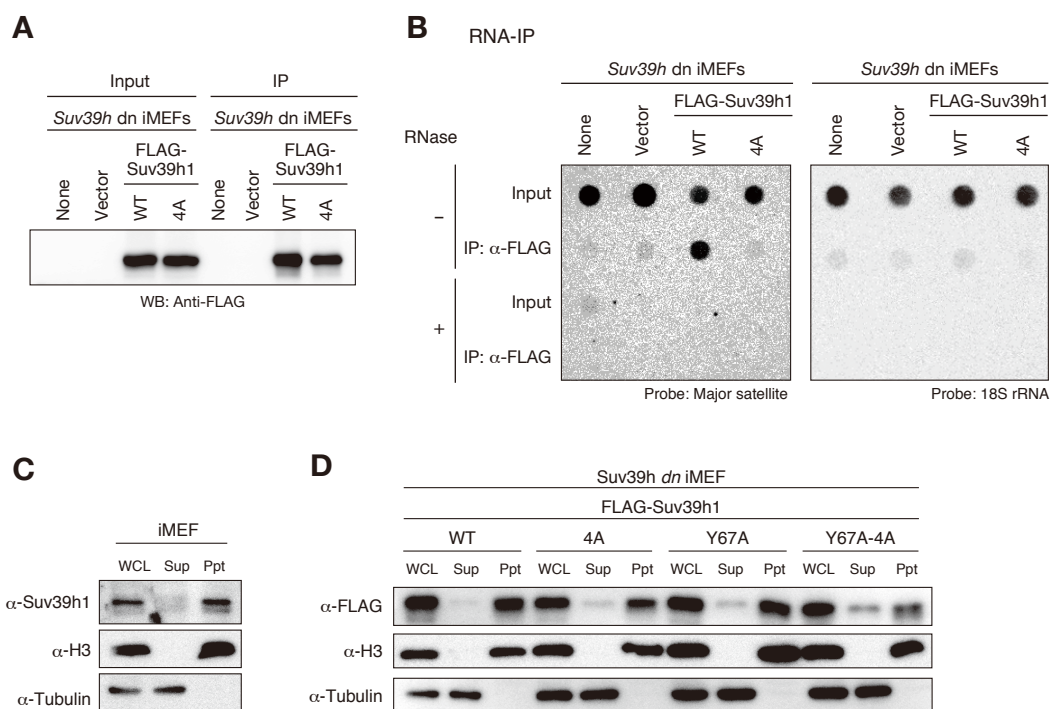 A
Input IP
Suv39h dn iMEFs Suv39h dn iMEFs
FLAG- FLAG-
Suv39h1 Suv39h1
None Vector WT 4A None Vector WT 4A
WB: Anti-FLAG
B
RNA-IP
Suv39h dn iMEFs Suv39h dn iMEFs
FLAG-Suv39h1 FLAG-Suv39h1
RNase
None Vector WT 4A None Vector WT 4A
–
Input
IP: α-FLAG
+
Input
IP: α-FLAG
Probe: Major satellite Probe: 18S rRNA
C
iMEF
WCL Sup Ppt
α-Suv39h1
α-H3
α-Tubulin
D
Suv39h dn iMEF
FLAG-Suv39h1
WT 4A Y67A Y67A-4A
WCL Sup Ppt WCL Sup Ppt WCL Sup Ppt WCL Sup Ppt
α-FLAG
α-H3
α-Tubulin